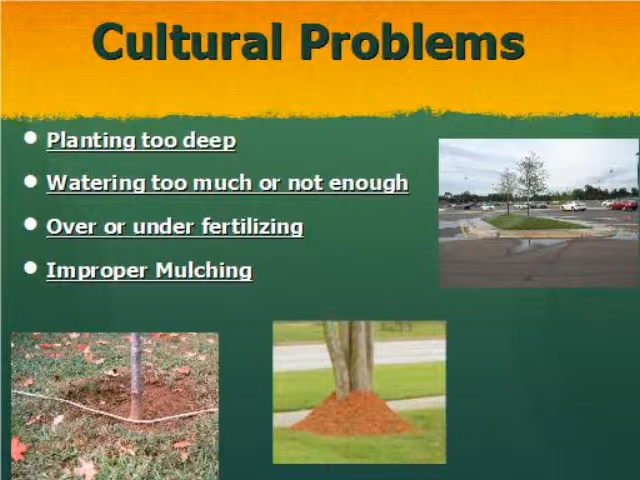 Cultural Problems
Planting too deep
Watering too much or not enough
Over or under fertilizing
Improper Mulching